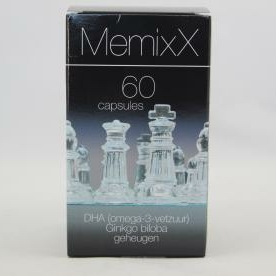 MemixX
60
capsules
DHA (omega-3-vetzuur)
Ginkgo biloba
geheugen